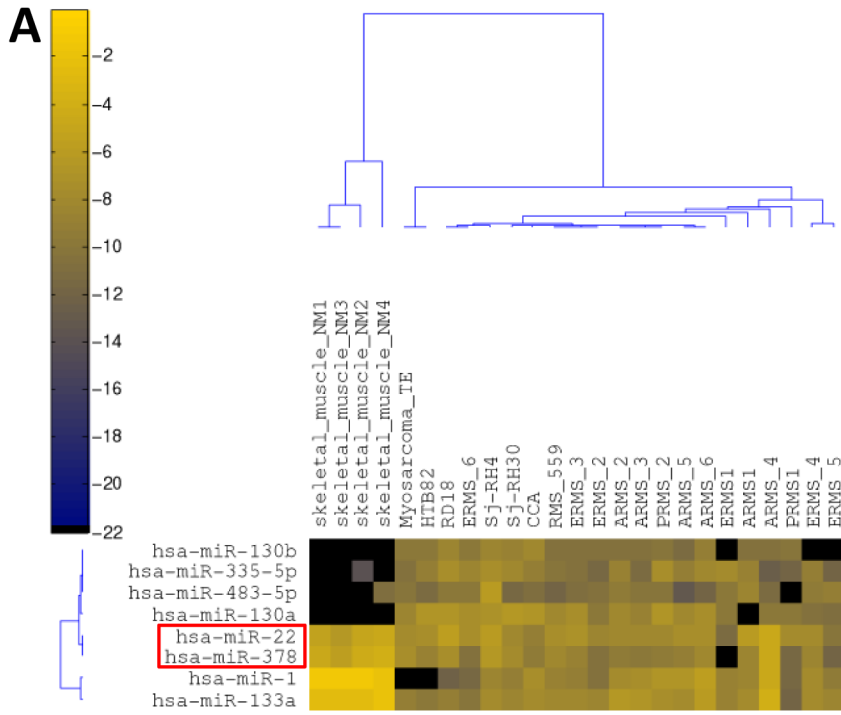 A
-2
-4
-6
-8
-10
-12
-14
-16
-18
-20
-22
skeletal_muscle_NM1
skeletal_muscle_NM3
skeletal_muscle_NM2
skeletal_muscle_NM4
Myosarcoma_TE
HTB82
RD18
ERMS_6
Sj-RH4
Sj-RH30
CCA
RMS_559
ERMS_3
ERMS_2
ARMS_2
ARMS_3
PRMS_2
ARMS_5
ARMS_6
ERMS1
ARMS1
ARMS_4
PRMS1
ERMS_4
ERMS_5
hsa-miR-130b
hsa-miR-335-5p
hsa-miR-483-5p
hsa-miR-130a
hsa-miR-22
hsa-miR-378
hsa-miR-1
hsa-miR-133a